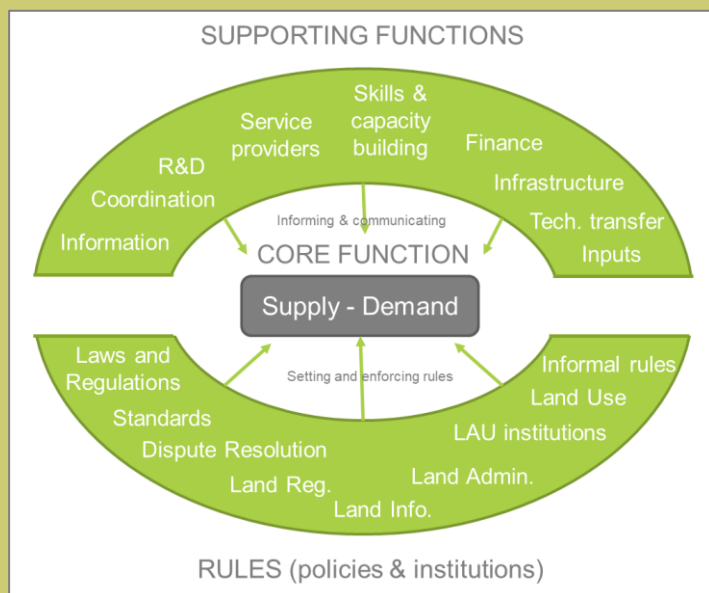 SUPPORTING FUNCTIONS
Skills &
capacity
building
Service
providers
Finance
R&D
Infrastructure
Coordination
Tech. transfer
Information
Inputs
Informing & communicating
CORE FUNCTION
Supply - Demand
Setting and enforcing rules
Laws and
Regulations
Informal rules
Standards
Land Use
Dispute Resolution
LAU institutions
Land Reg.
Land Admin.
Land Info.
RULES (policies & institutions)